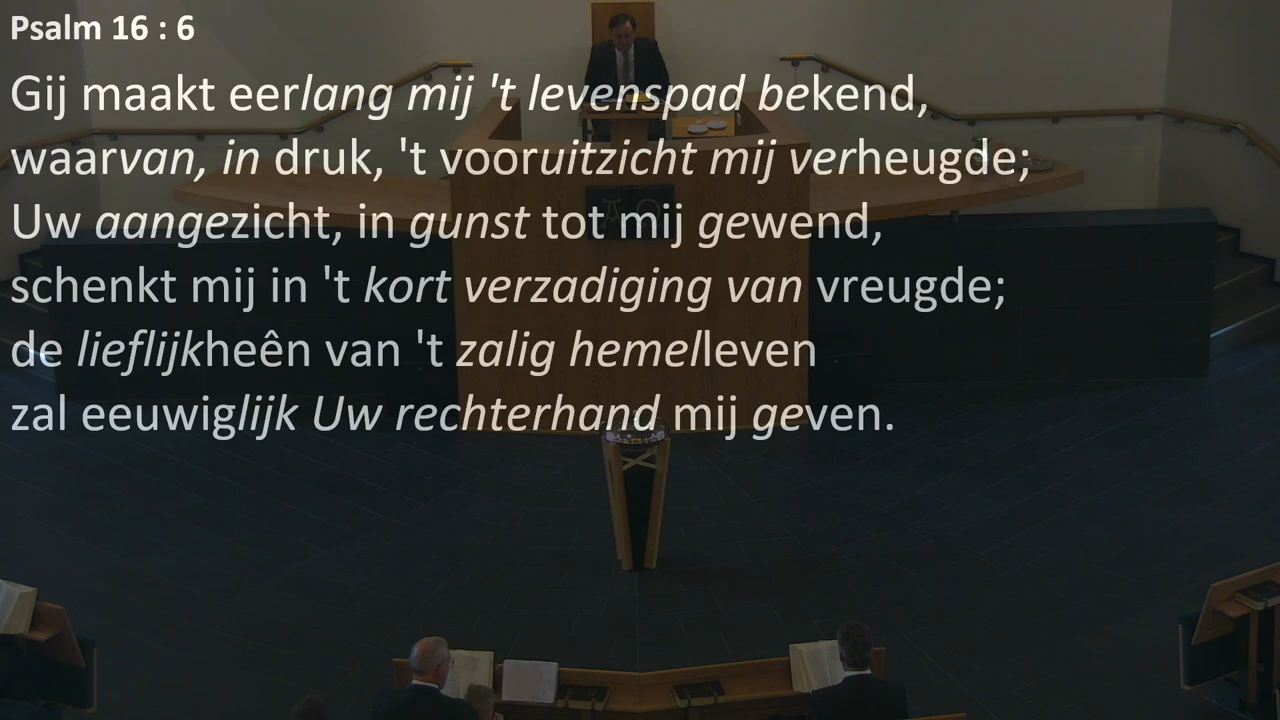 Psalm 16 : 6
Gij maakt eerlang mij 't levenspad bekend,
waarvan, in druk, 't vooruitzicht mij verheugde;
Uw aangezicht, in gunst tot mij gewend,
schenkt mij in 't kort verzadiging van vreugde;
de lieflijkheên van 't zalig hemelleven
zal eeuwiglijk Uw rechterhand mij geven.